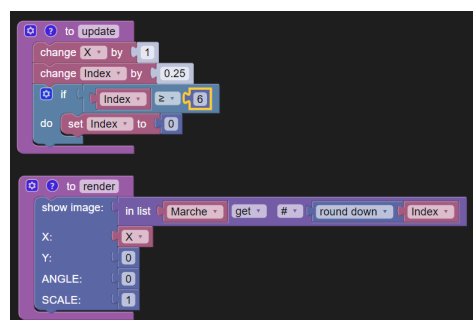 to update
change X by 1
change Index by 0.25
if Index ≥ 6
do set Index to 0
to render
show image: in list Marche get # round down Index
X: X
Y: 0
ANGLE: 0
SCALE: 1